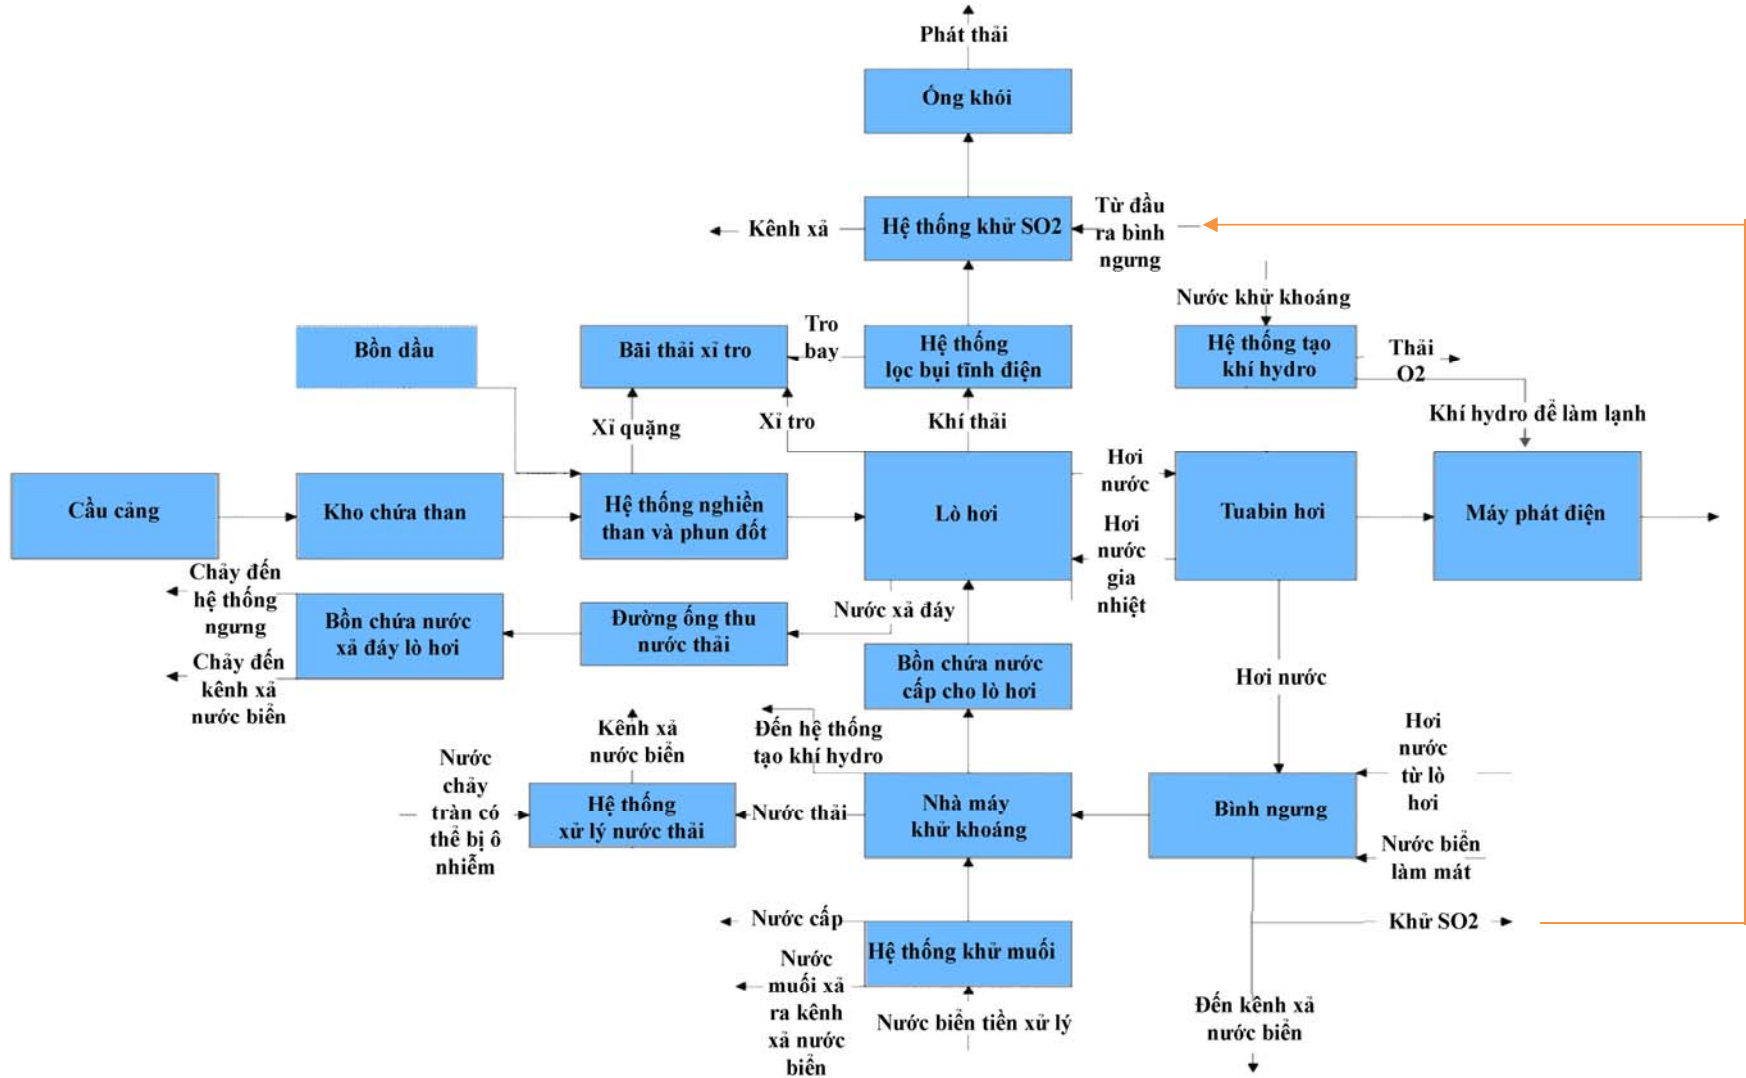 Phát thải
Ống khói
Kênh xả
Hệ thống khử SO2
Từ đầu
ra bình
ngưng
Nước khử khoáng
Bồn dầu
Bãi thải xỉ tro
Tro
bay
Hệ thống
lọc bụi tĩnh điện
Hệ thống tạo
khí hydro
Thải
O2
Xỉ quặng
Xỉ tro
Khí thải
Khí hydro để làm lạnh
Cầu cảng
Kho chứa than
Hệ thống nghiền
than và phun đốt
Lò hơi
Hơi
nước
Hơi
nước
gia
nhiệt
Tuabin hơi
Máy phát điện
Chảy đến
hệ thống
ngưng
Chảy đến
kênh xả
nước biển
Bồn chứa nước
xả đáy lò hơi
Đường ống thu
nước thải
Nước xả đáy
Bồn chứa nước
cấp cho lò hơi
Hơi nước
Kênh xả
nước biển
Đến hệ thống
tạo khí hydro
Nước
chảy
tràn có
thể bị ô
nhiễm
Hệ thống
xử lý nước thải
Nước thải
Nhà máy
khử khoáng
Bình ngưng
Hơi
nước
từ lò
hơi
Nước biển
làm mát
Nước cấp
Nước
muối xả
ra kênh
xả nước
biển
Hệ thống khử muối
Nước biển tiền xử lý
Khử SO2
Đến kênh xả
nước biển